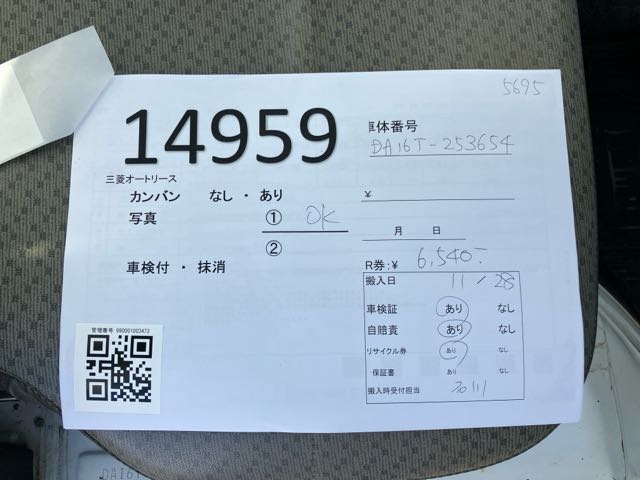 5695
14959
車体番号
DA16T-253654
三菱オートリース
カンバン なし・あり ¥
写真 ① OK
② 月 日
車検付・抹消 R券:¥ 6,540-
搬入日 11/28
車検証 あり なし
自賠責 あり なし
リサイクル券 あり なし
保証書 あり なし
搬入時受付担当
管理番号 990001003473
DA16T